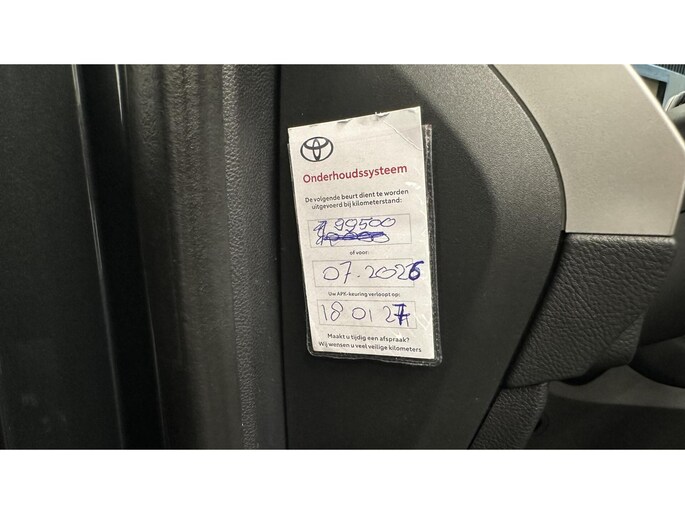 Onderhoudssysteem
De volgende beurt dient te worden
uitgevoerd bij kilometerstand:
199500
of voor:
07-2026
Uw APK-keuring verloopt op:
18 01 27
Maakt u tijdig een afspraak?
Wij wensen u veel veilige kilometers